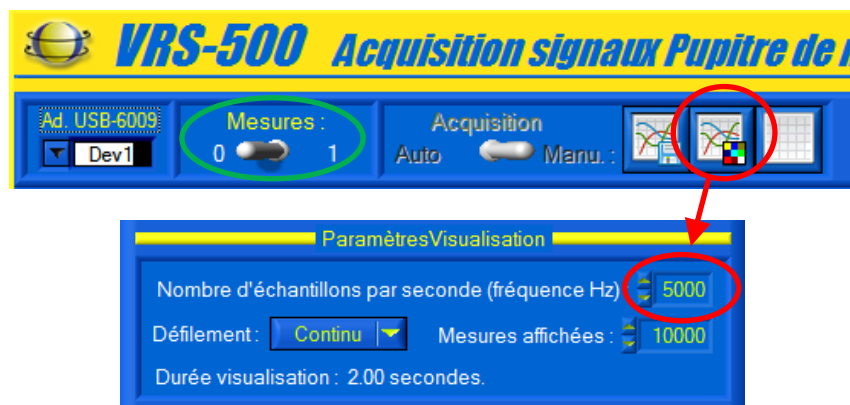 VRS-500 Acquisition signaux Pupitre de
Ad. USB-6009
Dev1
Mesures :
0 1
Acquisition
Auto Manu. :
ParamètresVisualisation
Nombre d'échantillons par seconde (fréquence Hz) 5000
Défilement : Continu Mesures affichées : 10000
Durée visualisation : 2.00 secondes.